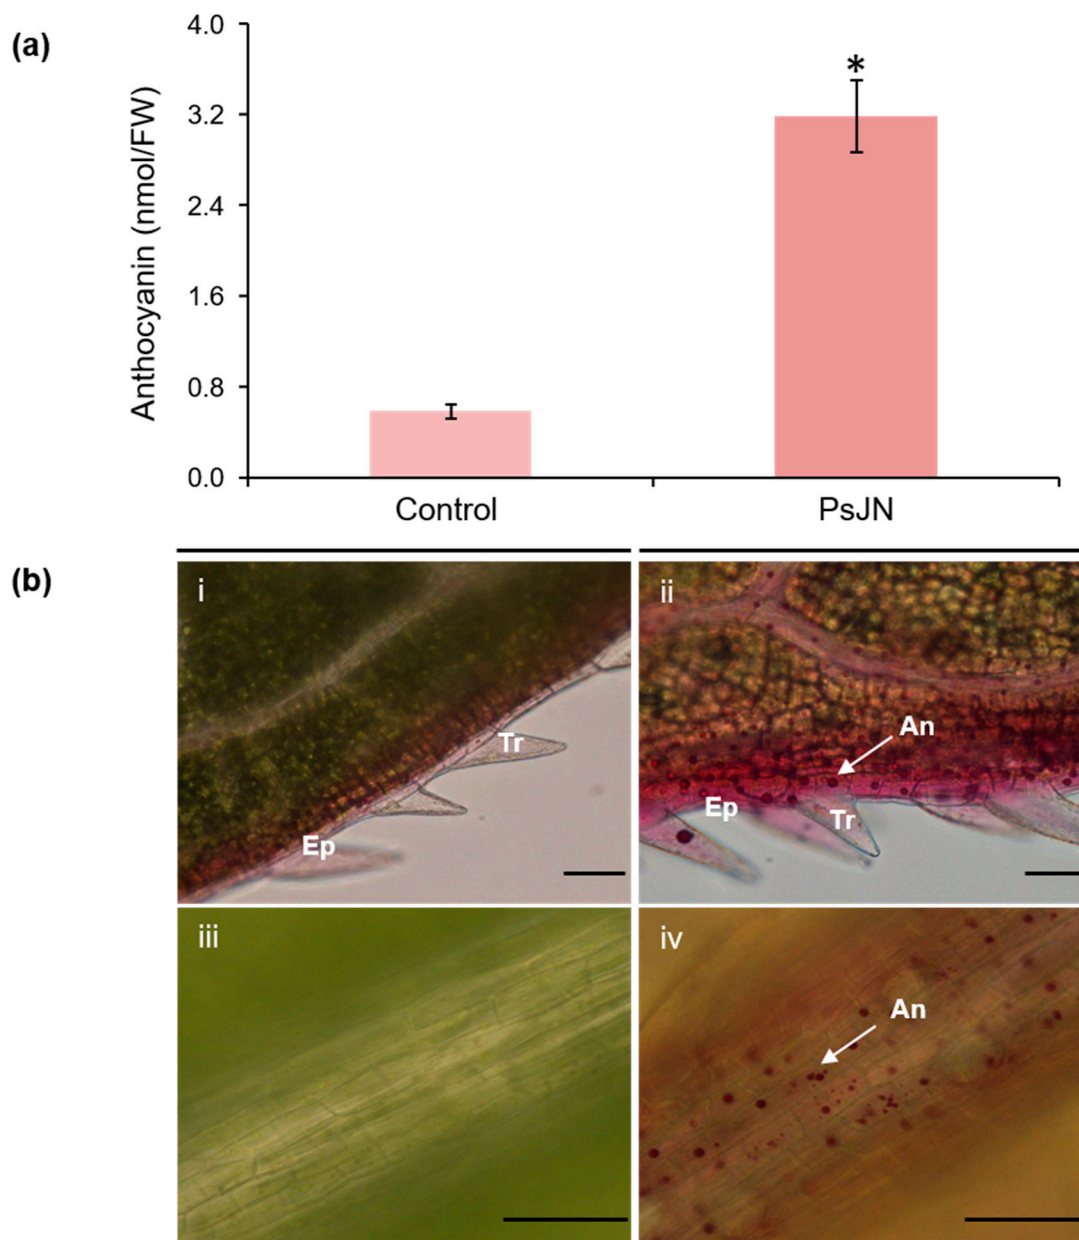 (a)
Anthocyanin (nmol/FW)
4.0
3.2
2.4
1.6
0.8
0.0
*
Control
PsJN
(b)
i
Tr
Ep
ii
An
Ep
Tr
iii
iv
An